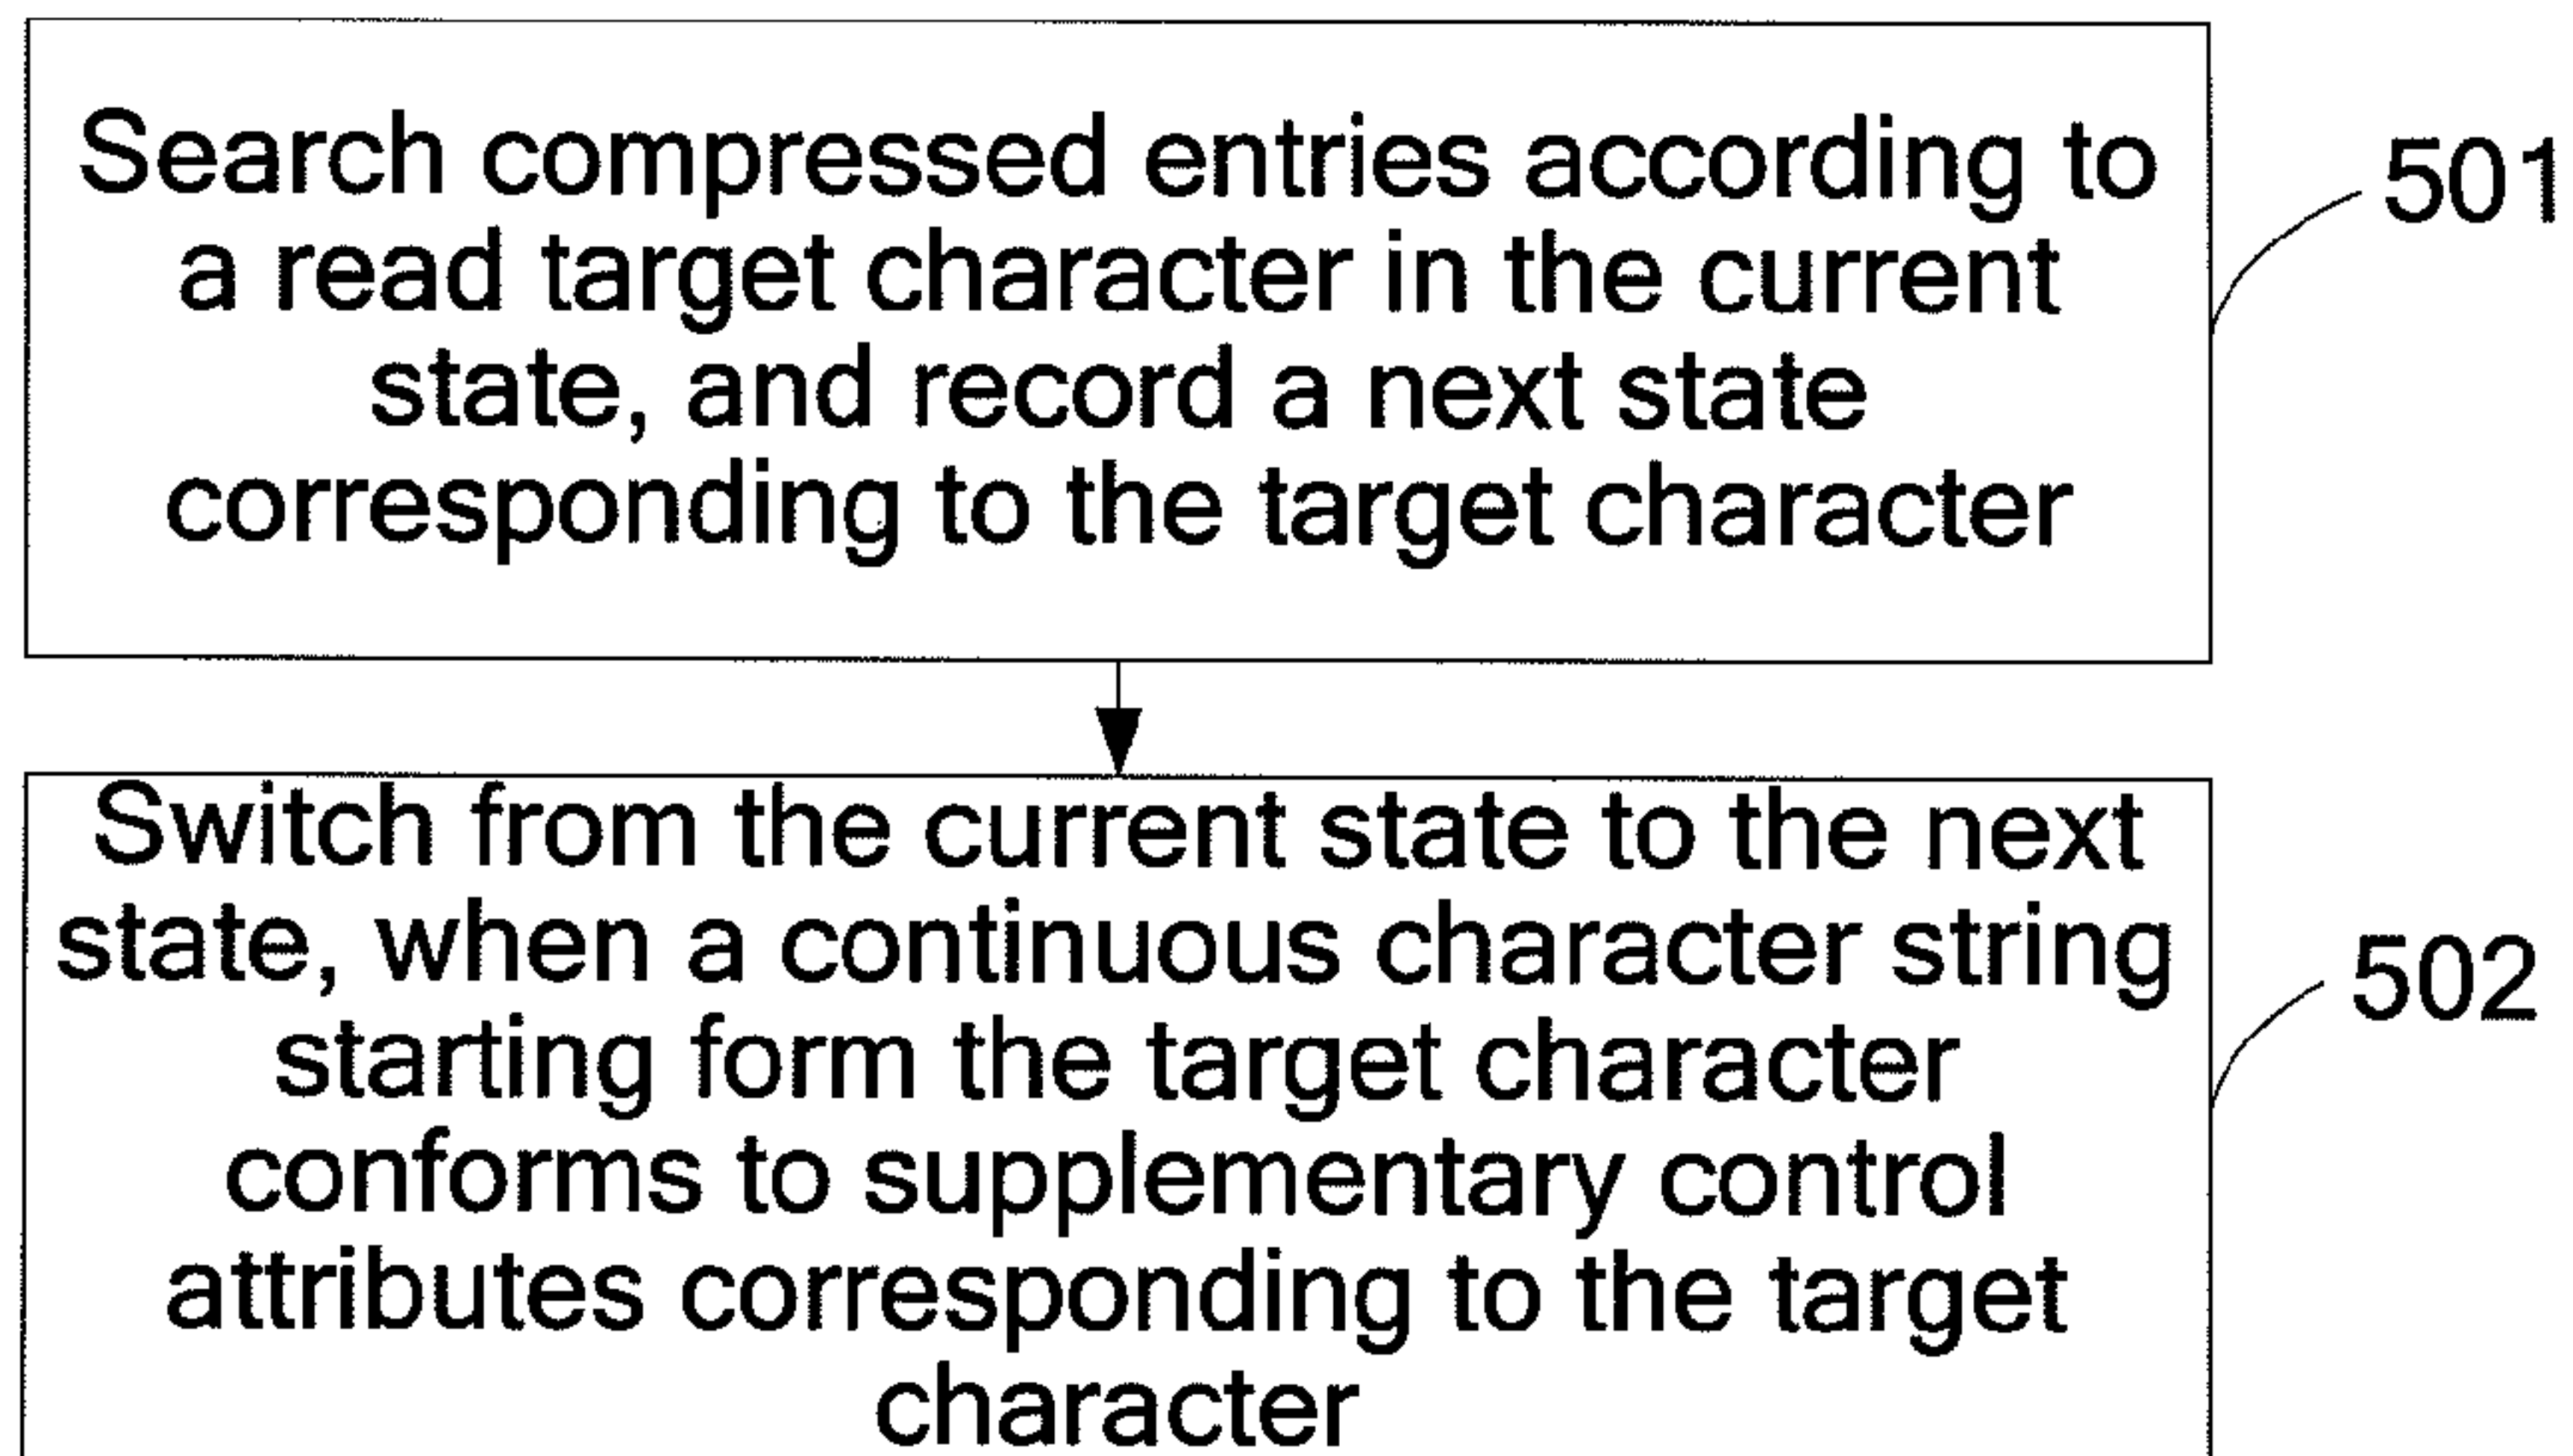 Search compressed entries according to
a read target character in the current
state, and record a next state
corresponding to the target character
501
Switch from the current state to the next
state, when a continuous character string
starting form the target character
conforms to supplementary control
attributes corresponding to the target
character
502